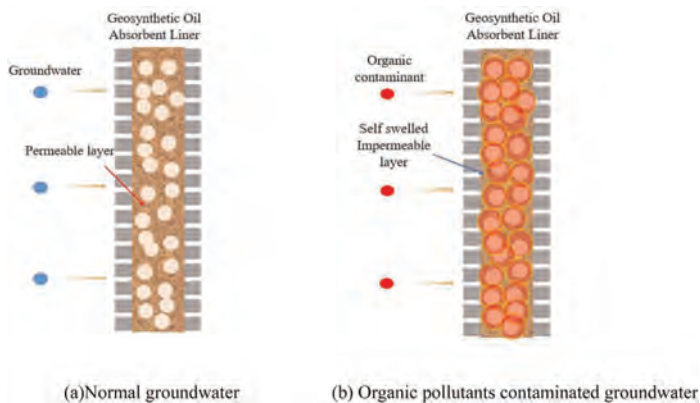 Geosynthetic Oil
Absorbent Liner
Groundwater
Permeable layer
(a)Normal groundwater
Geosynthetic Oil
Absorbent Liner
Organic
contaminant
Self swelled
Impermeable
layer
(b) Organic pollutants contaminated groundwater